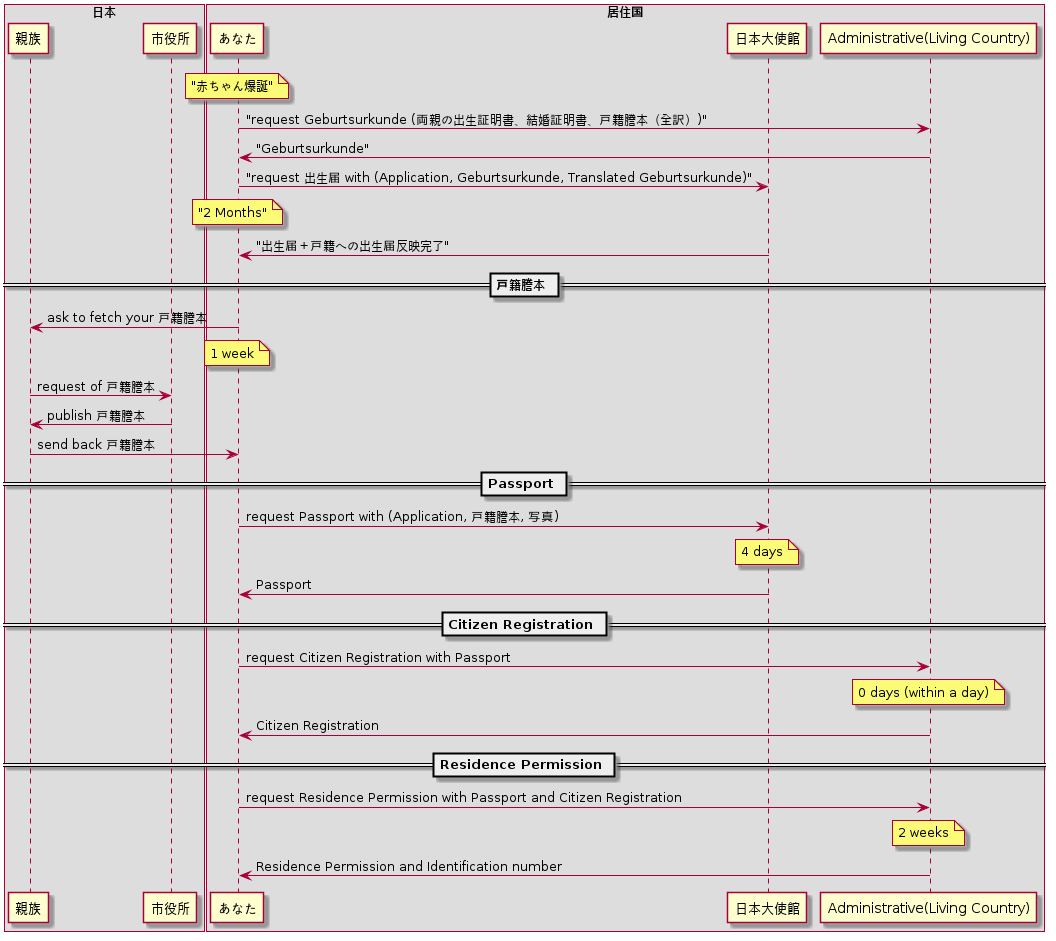 日本
居住国
親族
市役所
あなた
日本大使館
Administrative(Living Country)
"赤ちゃん爆誕"
"request Geburtsurkunde (両親の出生証明書、結婚証明書、戸籍謄本（全訳）)"
"Geburtsurkunde"
"request 出生届 with (Application, Geburtsurkunde, Translated Geburtsurkunde)"
"2 Months"
"出生届＋戸籍への出生届反映完了"
戸籍謄本
ask to fetch your 戸籍謄本
1 week
request of 戸籍謄本
publish 戸籍謄本
send back 戸籍謄本
Passport
request Passport with (Application, 戸籍謄本, 写真)
4 days
Passport
Citizen Registration
request Citizen Registration with Passport
0 days (within a day)
Citizen Registration
Residence Permission
request Residence Permission with Passport and Citizen Registration
2 weeks
Residence Permission and Identification number
親族
市役所
あなた
日本大使館
Administrative(Living Country)